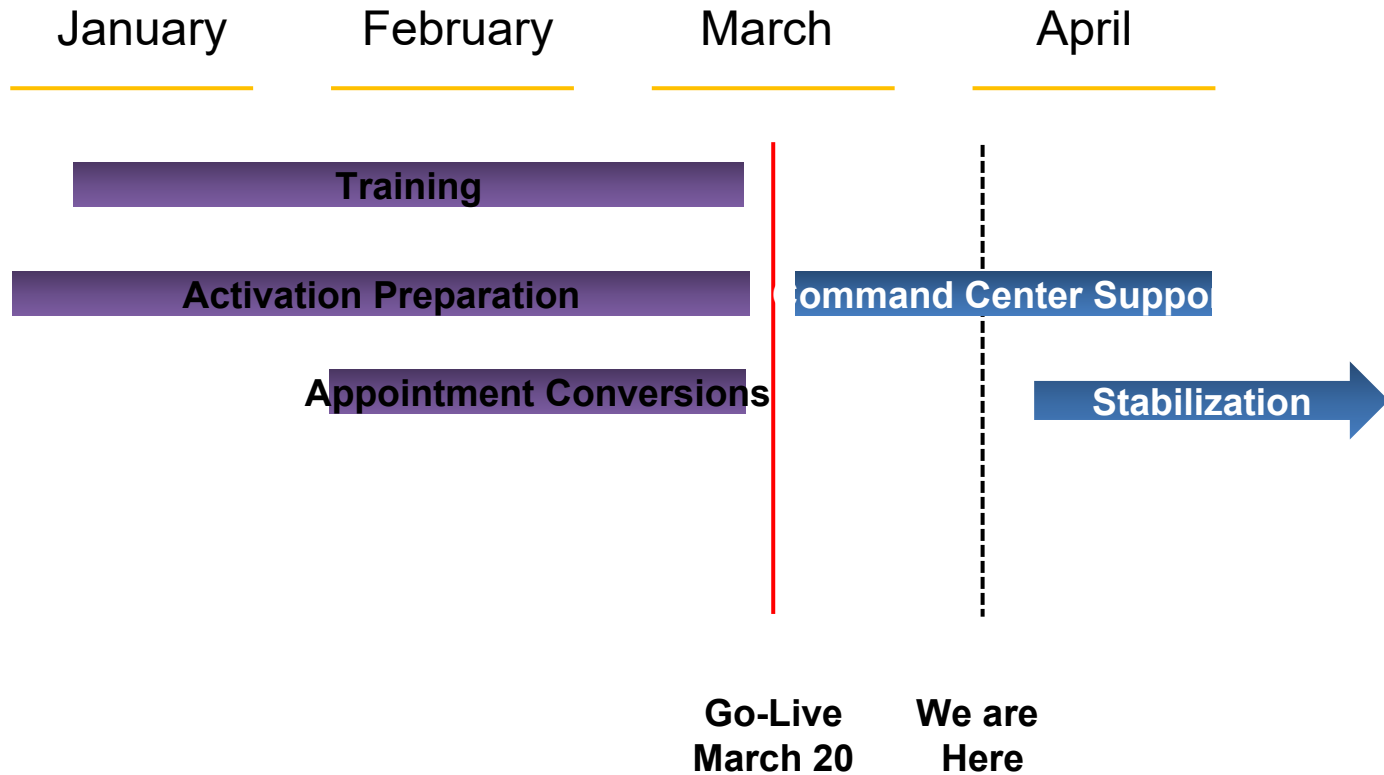 January
February
March
April
Training
Activation Preparation
Command Center Suppor
Appointment Conversions
Stabilization
Go-Live
March 20
We are
Here